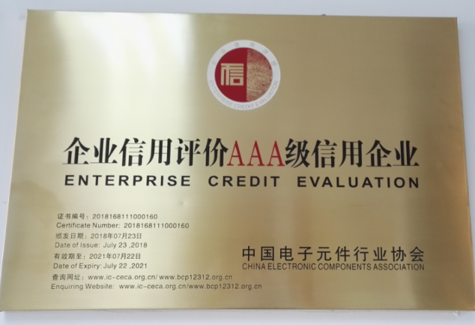 信
企业信用评价AAA级信用企业
ENTERPRISE CREDIT EVALUATION
证书编号：2018168111000160
Certificate Number: 2018168111000160
颁发日期：2018年07月23日
Date of Issue: July 23 ,2018
有效期至：2021年07月22日
Date of Expiry: July 22 ,2021
查询网址：www.ic-ceca.org.cn/www.bcp12312.org.cn
Enquiring Website: www.ic-ceca.org.cn/www.bcp12312.org.cn
中国电子元件行业协会
CHINA ELECTRONIC COMPONENTS ASSOCIATION